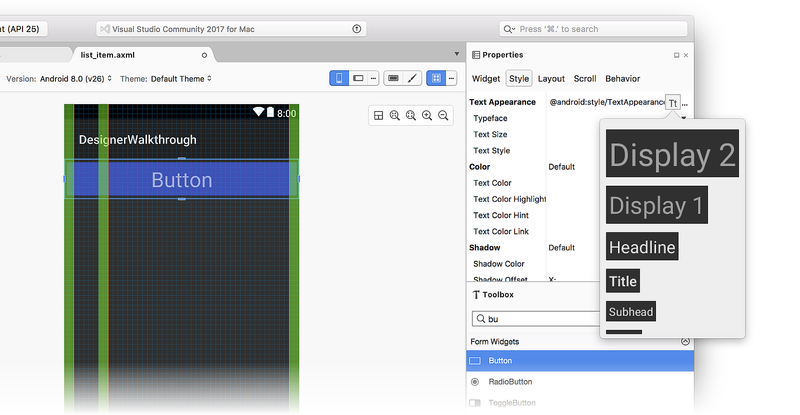 t (API 25)
Visual Studio Community 2017 for Mac
Press '⌘.' to search
list_item.axml
Properties
Version: Android 8.0 (v26)
Theme: Default Theme
Widget Style Layout Scroll Behavior
8:00
DesignerWalkthrough
Button
Text Appearance @android:style/TextAppearanc Tt ...
Typeface
Text Size
Text Style
Color Default
Text Color
Text Color Highlight
Text Color Hint
Text Color Link
Shadow Default
Shadow Color
Shadow Offset X:
Display 2
Display 1
Headline
Title
Subhead
Toolbox
bu
Form Widgets
Button
RadioButton
ToggleButton